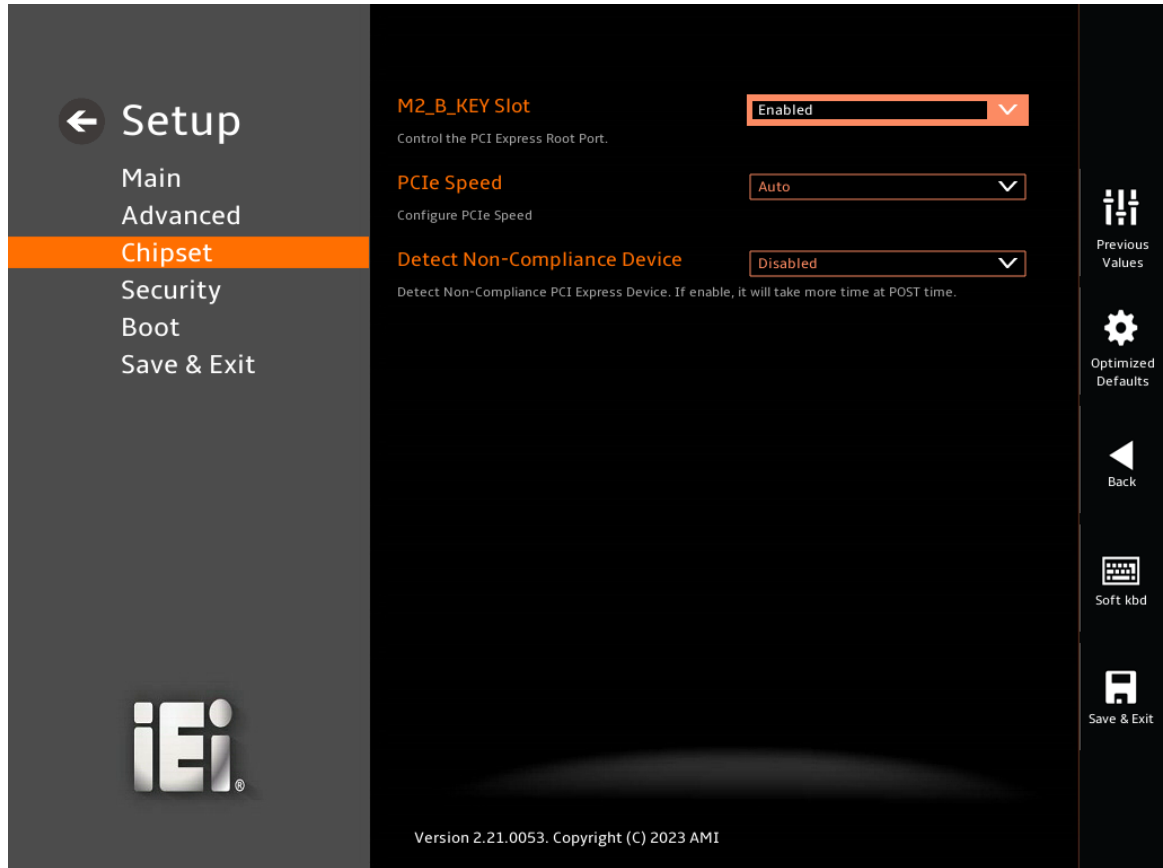 Setup
Main
Advanced
Chipset
Security
Boot
Save & Exit
iEi®
M2_B_KEY Slot
Enabled
Control the PCI Express Root Port.
PCIe Speed
Auto
Configure PCIe Speed
Detect Non-Compliance Device
Disabled
Detect Non-Compliance PCI Express Device. If enable, it will take more time at POST time.
Version 2.21.0053. Copyright (C) 2023 AMI
Previous
Values
Optimized
Defaults
Back
Soft kbd
Save & Exit